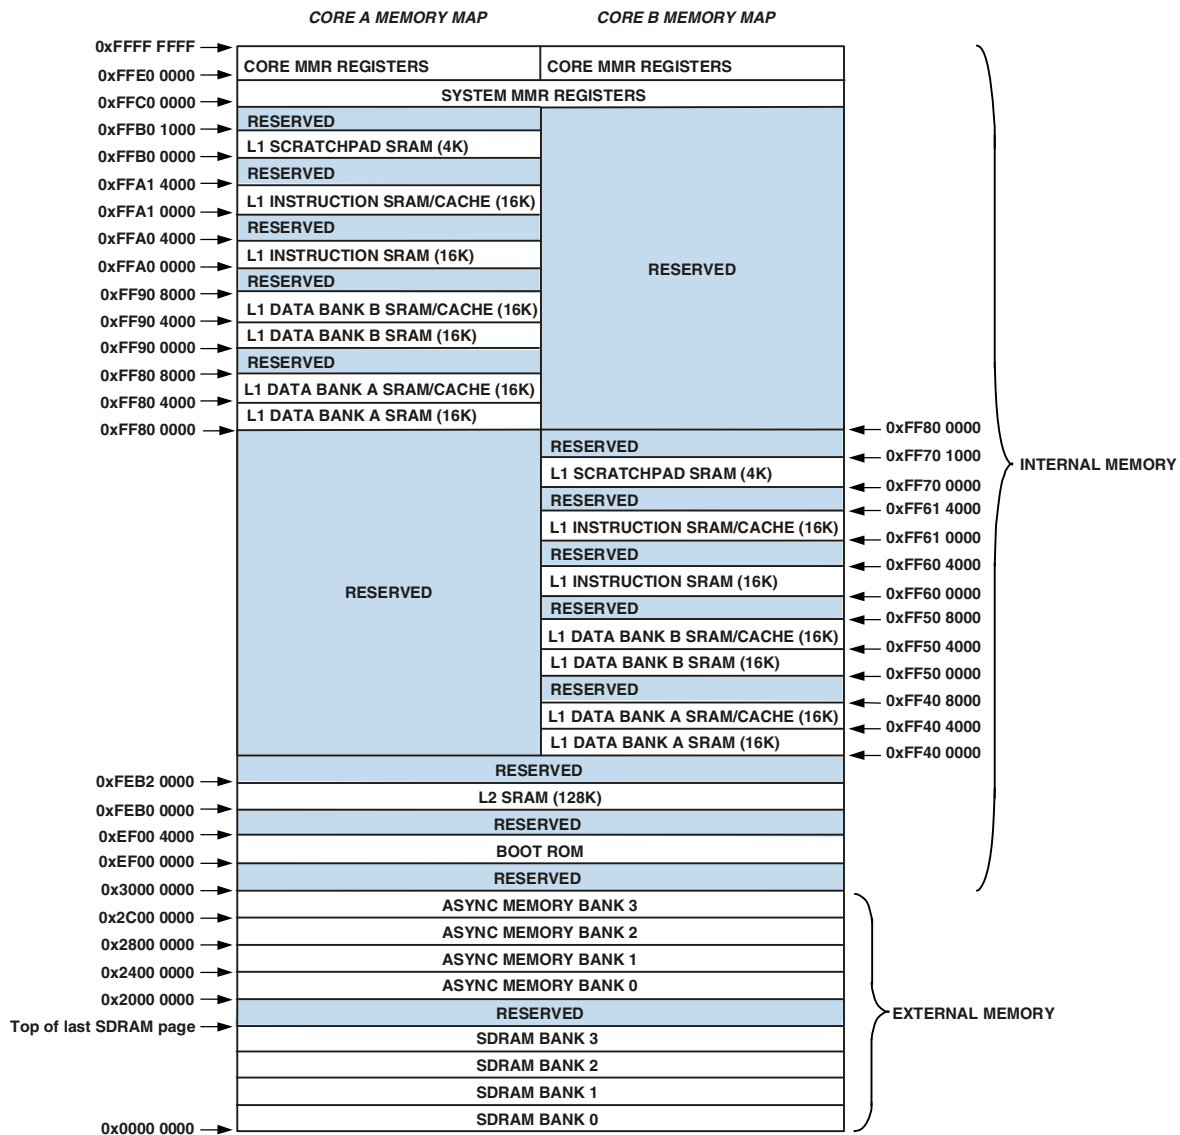 CORE A MEMORY MAP CORE B MEMORY MAP
0xFFFF FFFF
CORE MMR REGISTERS CORE MMR REGISTERS
0xFFE0 0000
SYSTEM MMR REGISTERS
0xFFC0 0000
RESERVED
0xFFB0 1000
L1 SCRATCHPAD SRAM (4K)
0xFFB0 0000
RESERVED
0xFFA1 4000
L1 INSTRUCTION SRAM/CACHE (16K)
0xFFA1 0000
RESERVED
0xFFA0 4000
L1 INSTRUCTION SRAM (16K)
0xFFA0 0000
RESERVED
RESERVED
0xFF90 8000
L1 DATA BANK B SRAM/CACHE (16K)
0xFF90 4000
L1 DATA BANK B SRAM (16K)
0xFF90 0000
RESERVED
0xFF80 8000
L1 DATA BANK A SRAM/CACHE (16K)
0xFF80 4000
L1 DATA BANK A SRAM (16K)
0xFF80 0000 0xFF80 0000
RESERVED
0xFF70 1000
INTERNAL MEMORY
L1 SCRATCHPAD SRAM (4K)
0xFF70 0000
RESERVED
0xFF61 4000
L1 INSTRUCTION SRAM/CACHE (16K)
0xFF61 0000
RESERVED
0xFF60 4000
L1 INSTRUCTION SRAM (16K)
RESERVED
0xFF60 0000
RESERVED
0xFF50 8000
L1 DATA BANK B SRAM/CACHE (16K)
0xFF50 4000
L1 DATA BANK B SRAM (16K)
0xFF50 0000
RESERVED
0xFF40 8000
L1 DATA BANK A SRAM/CACHE (16K)
0xFF40 4000
L1 DATA BANK A SRAM (16K)
0xFF40 0000
RESERVED
0xFEB2 0000
L2 SRAM (128K)
0xFEB0 0000
RESERVED
0xEF00 4000
BOOT ROM
0xEF00 0000
RESERVED
0x3000 0000
ASYNC MEMORY BANK 3
0x2C00 0000
ASYNC MEMORY BANK 2
0x2800 0000
ASYNC MEMORY BANK 1
0x2400 0000
ASYNC MEMORY BANK 0
0x2000 0000
RESERVED
EXTERNAL MEMORY
Top of last SDRAM page
SDRAM BANK 3
SDRAM BANK 2
SDRAM BANK 1
SDRAM BANK 0
0x0000 0000